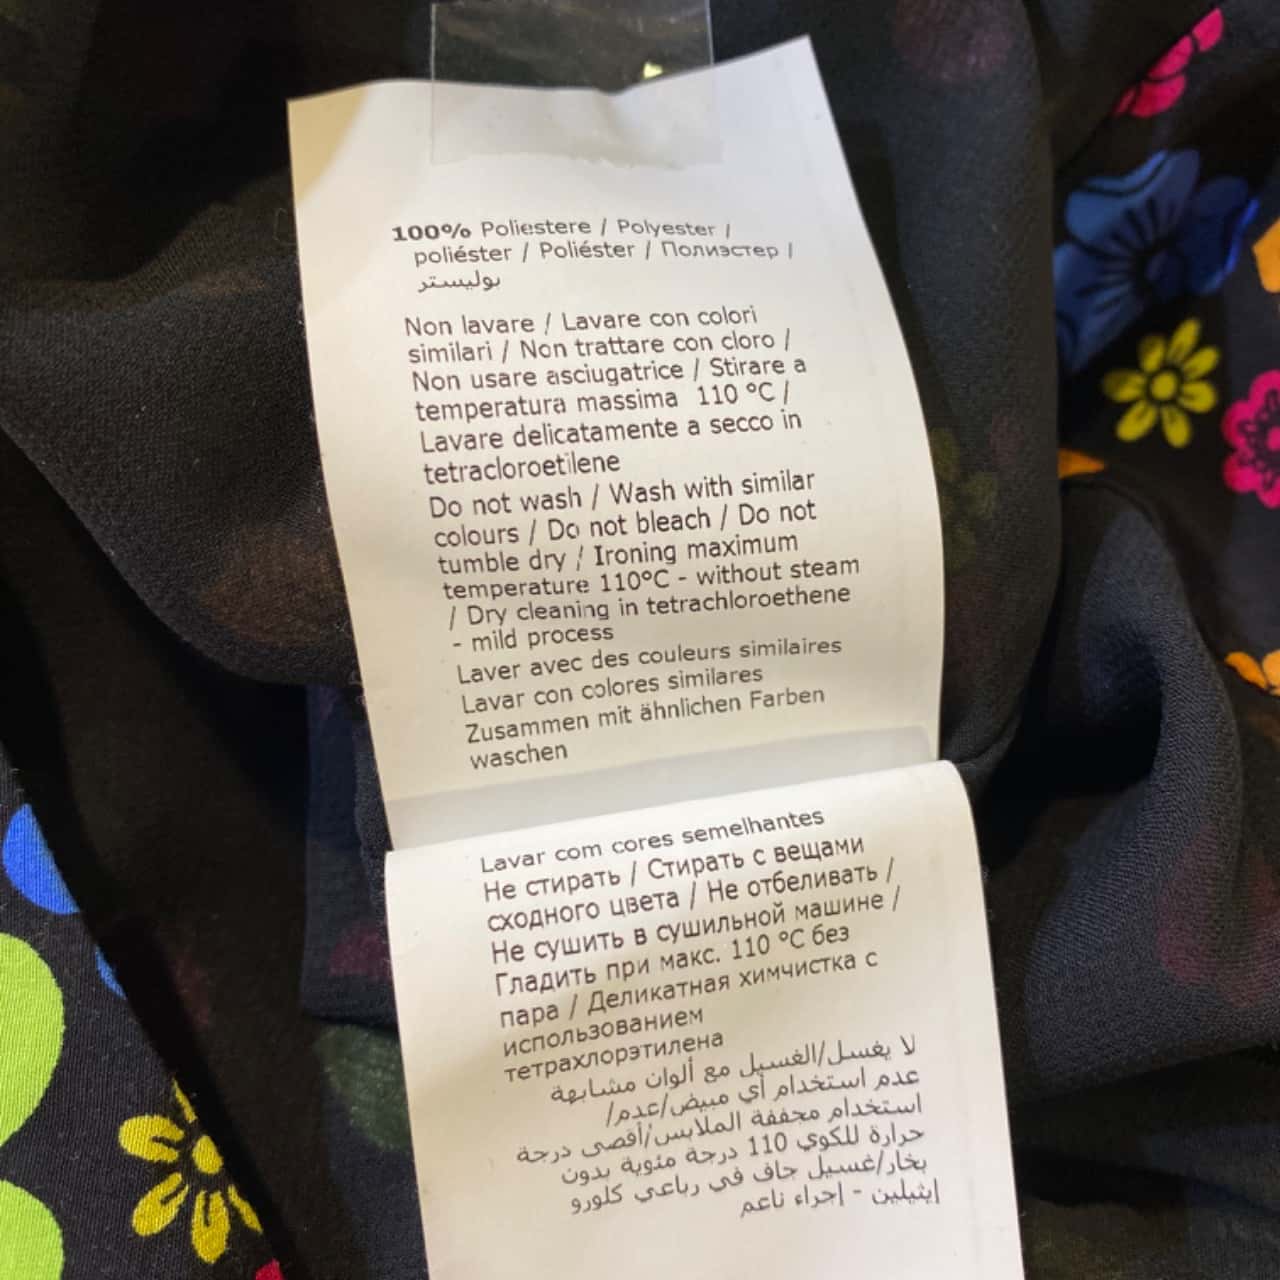 100% Poliestere / Polyester /
poliéster / Poliéster / Полиэстер /
بوليستر
Non lavare / Lavare con colori
similari / Non trattare con cloro /
Non usare asciugatrice / Stirare a
temperatura massima 110 °C /
Lavare delicatamente a secco in
tetracloroetilene
Do not wash / Wash with similar
colours / Do not bleach / Do not
tumble dry / Ironing maximum
temperature 110°C - without steam
/ Dry cleaning in tetrachloroethene
- mild process
Laver avec des couleurs similaires
Lavar con colores similares
Zusammen mit ähnlichen Farben
waschen
Lavar com cores semelhantes
Не стирать / Стирать с вещами
сходного цвета / Не отбеливать /
Не сушить в сушильной машине /
Гладить при макс. 110 °C без
пара / Деликатная химчистка с
использованием
тетрахлорэтилена
لا يغسل/الغسيل مع ألوان مشابهة
عدم استخدام أي مبيض/عدم/
استخدام مجففة الملابس/أقصى درجة
حرارة للكوي 110 درجة مئوية بدون
بخار/غسيل جاف في رباعي كلورو
إيثيلين - إجراء ناعم